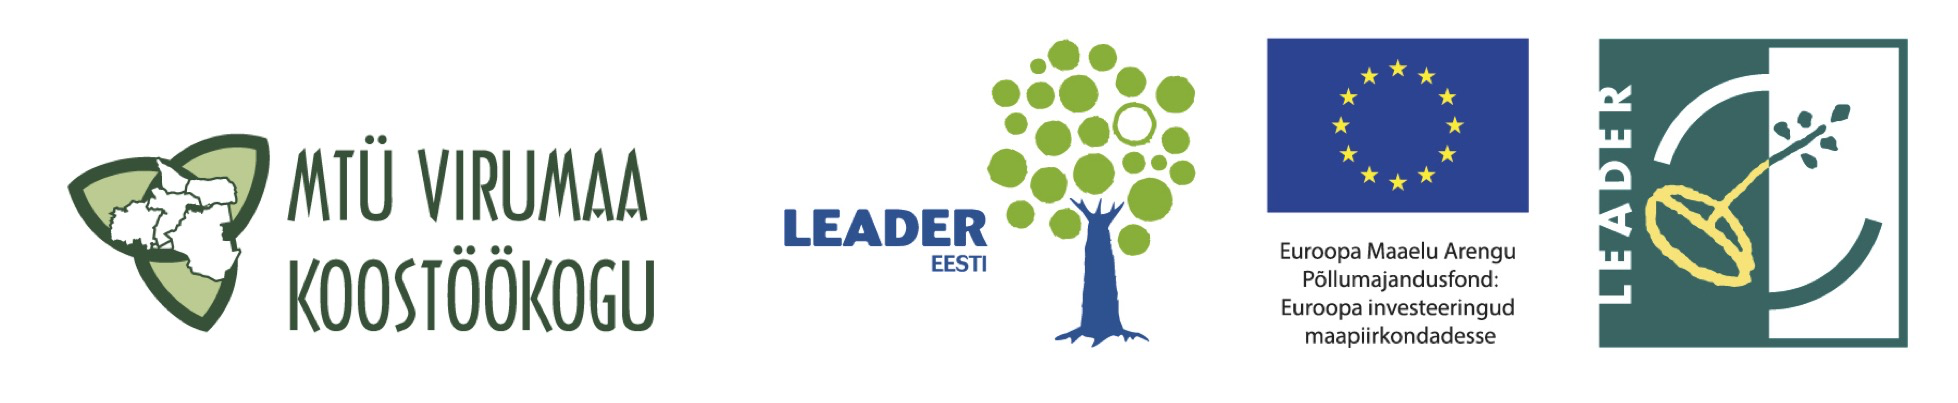 MTÜ VIRUMAA
KOOSTÖÖKOGU
LEADER
EESTI
Euroopa Maaelu Arengu
Põllumajandusfond:
Euroopa investeeringud
maapiirkondadesse
LEADER